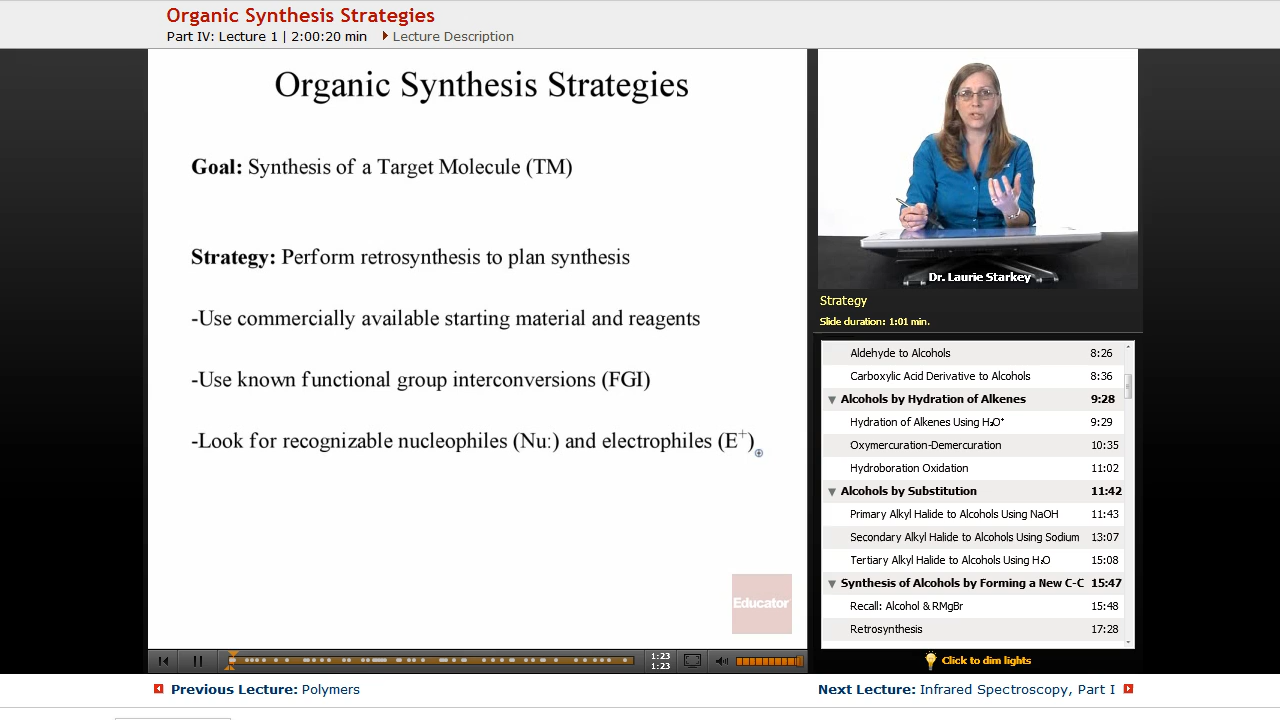 Organic Synthesis Strategies
Part IV: Lecture 1 | 2:00:20 min
Lecture Description
Organic Synthesis Strategies
Goal: Synthesis of a Target Molecule (TM)
Strategy: Perform retrosynthesis to plan synthesis
-Use commercially available starting material and reagents
-Use known functional group interconversions (FGI)
-Look for recognizable nucleophiles (Nu:) and electrophiles (E⁺)
Educator
1:23
1:23
Dr. Laurie Starkey
Strategy
Slide duration: 1:01 min.
Aldehyde to Alcohols 8:26
Carboxylic Acid Derivative to Alcohols 8:36
Alcohols by Hydration of Alkenes 9:28
Hydration of Alkenes Using H₃O⁺ 9:29
Oxymercuration-Demercuration 10:35
Hydroboration Oxidation 11:02
Alcohols by Substitution 11:42
Primary Alkyl Halide to Alcohols Using NaOH 11:43
Secondary Alkyl Halide to Alcohols Using Sodium 13:07
Tertiary Alkyl Halide to Alcohols Using H₂O 15:08
Synthesis of Alcohols by Forming a New C-C 15:47
Recall: Alcohol & RMgBr 15:48
Retrosynthesis 17:28
Click to dim lights
Previous Lecture: Polymers
Next Lecture: Infrared Spectroscopy, Part I